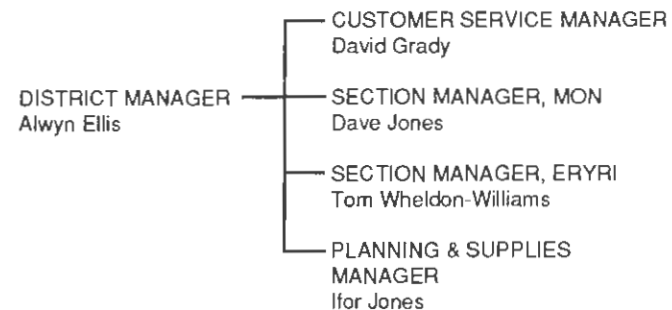 CUSTOMER SERVICE MANAGER
David Grady
DISTRICT MANAGER
Alwyn Ellis
SECTION MANAGER, MON
Dave Jones
SECTION MANAGER, ERYRI
Tom Wheldon-Williams
PLANNING & SUPPLIES
MANAGER
Ifor Jones